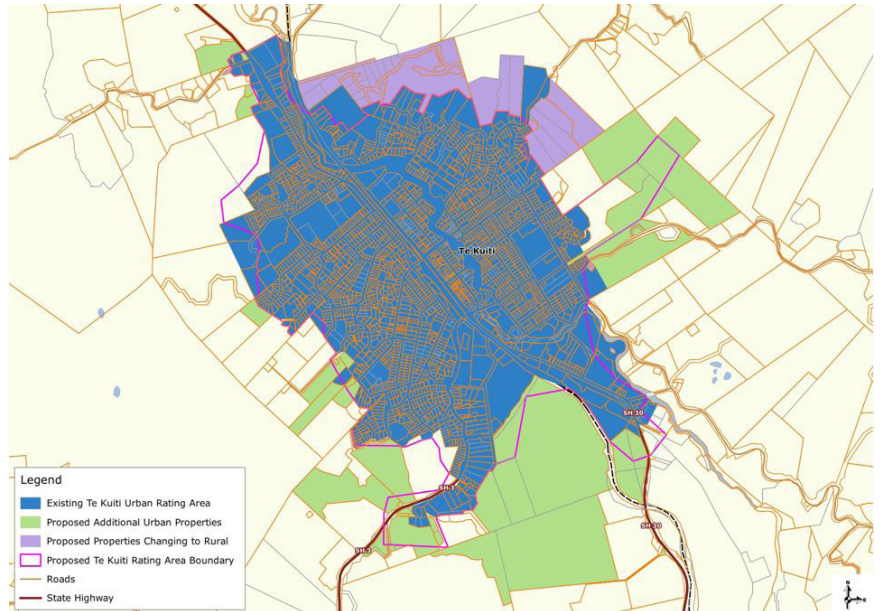 Te Kuiti
SH 30
SH 3
SH 30
SH 3
Legend
Existing Te Kuiti Urban Rating Area
Proposed Additional Urban Properties
Proposed Properties Changing to Rural
Proposed Te Kuiti Rating Area Boundary
Roads
State Highway
N
E